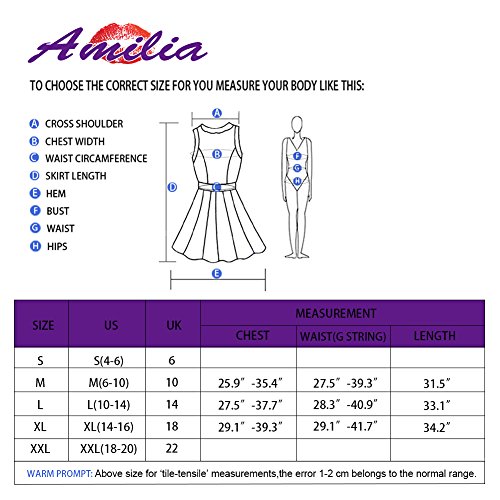 Amilia
TO CHOOSE THE CORRECT SIZE FOR YOU MEASURE YOUR BODY LIKE THIS:
A CROSS SHOULDER
B CHEST WIDTH
C WAIST CIRCAMFERENCE
D SKIRT LENGTH
E HEM
F BUST
G WAIST
H HIPS
A
B
C
D
E
F
G
H
SIZE US UK MEASUREMENT
CHEST WAIST(G STRING) LENGTH
S S(4-6) 6
M M(6-10) 10 25.9" -35.4" 27.5" -39.3" 31.5"
L L(10-14) 14 27.5" -37.7" 28.3" -40.9" 33.1"
XL XL(14-16) 18 29.1" -39.3" 29.1" -41.7" 34.2"
XXL XXL(18-20) 22
WARM PROMPT: Above size for 'tile-tensile' measurements,the error 1-2 cm belongs to the normal range.